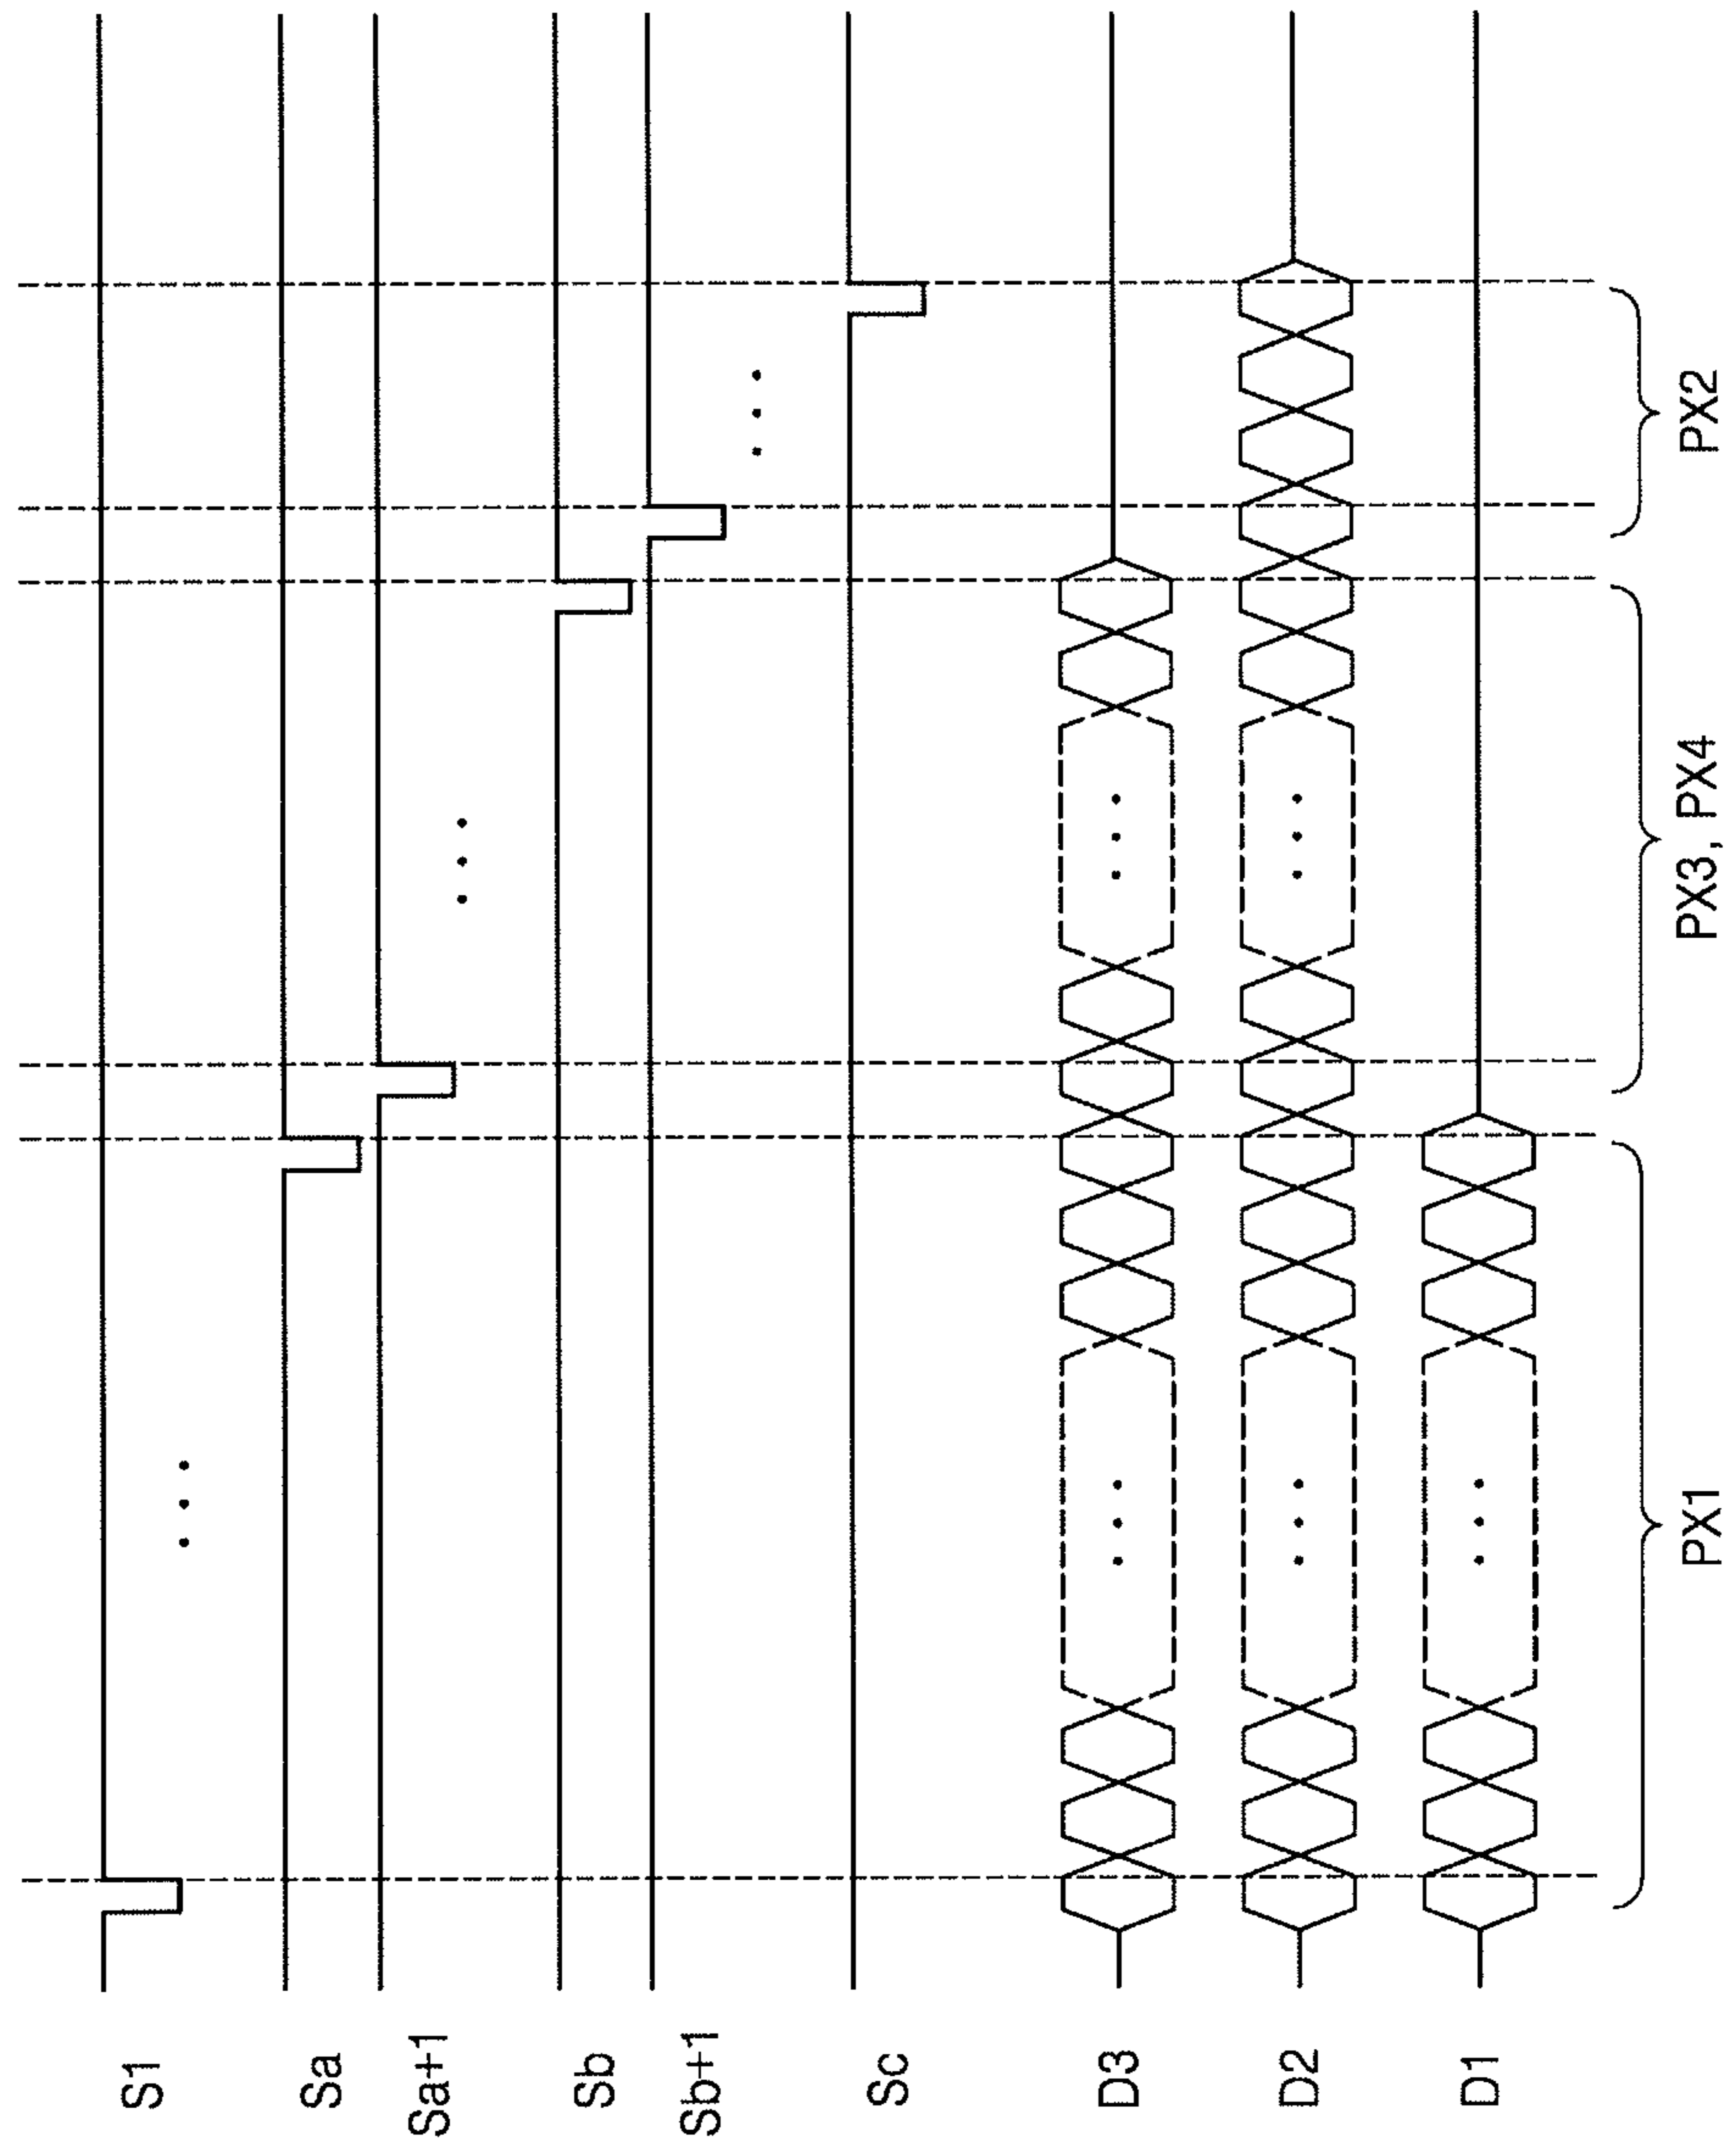 S1
Sa
Sa+1
Sb
Sb+1
Sc
D3
D2
D1
PX1
PX3, PX4
PX2